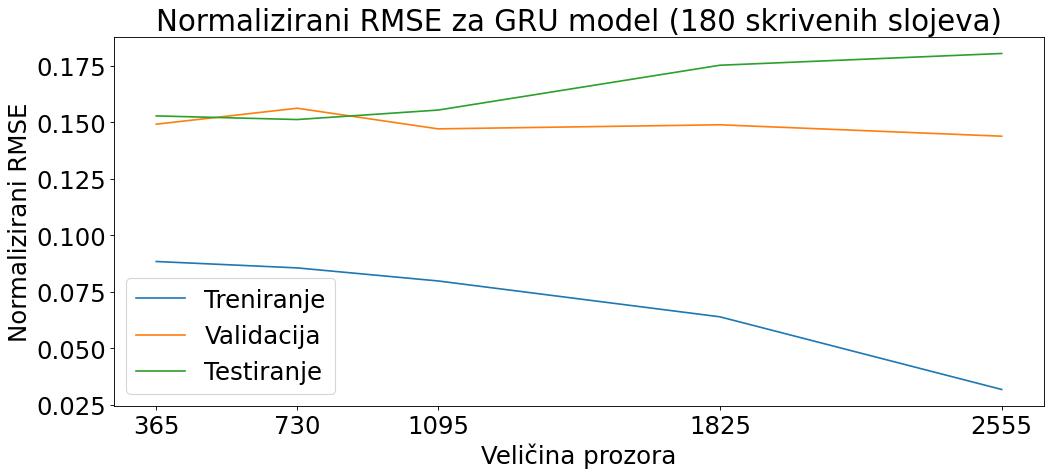 Normalizirani RMSE za GRU model (180 skrivenih slojeva)
Normalizirani RMSE
0.175
0.150
0.125
0.100
0.075
0.050
0.025
Treniranje
Validacija
Testiranje
365 730 1095 1825 2555
Veličina prozora